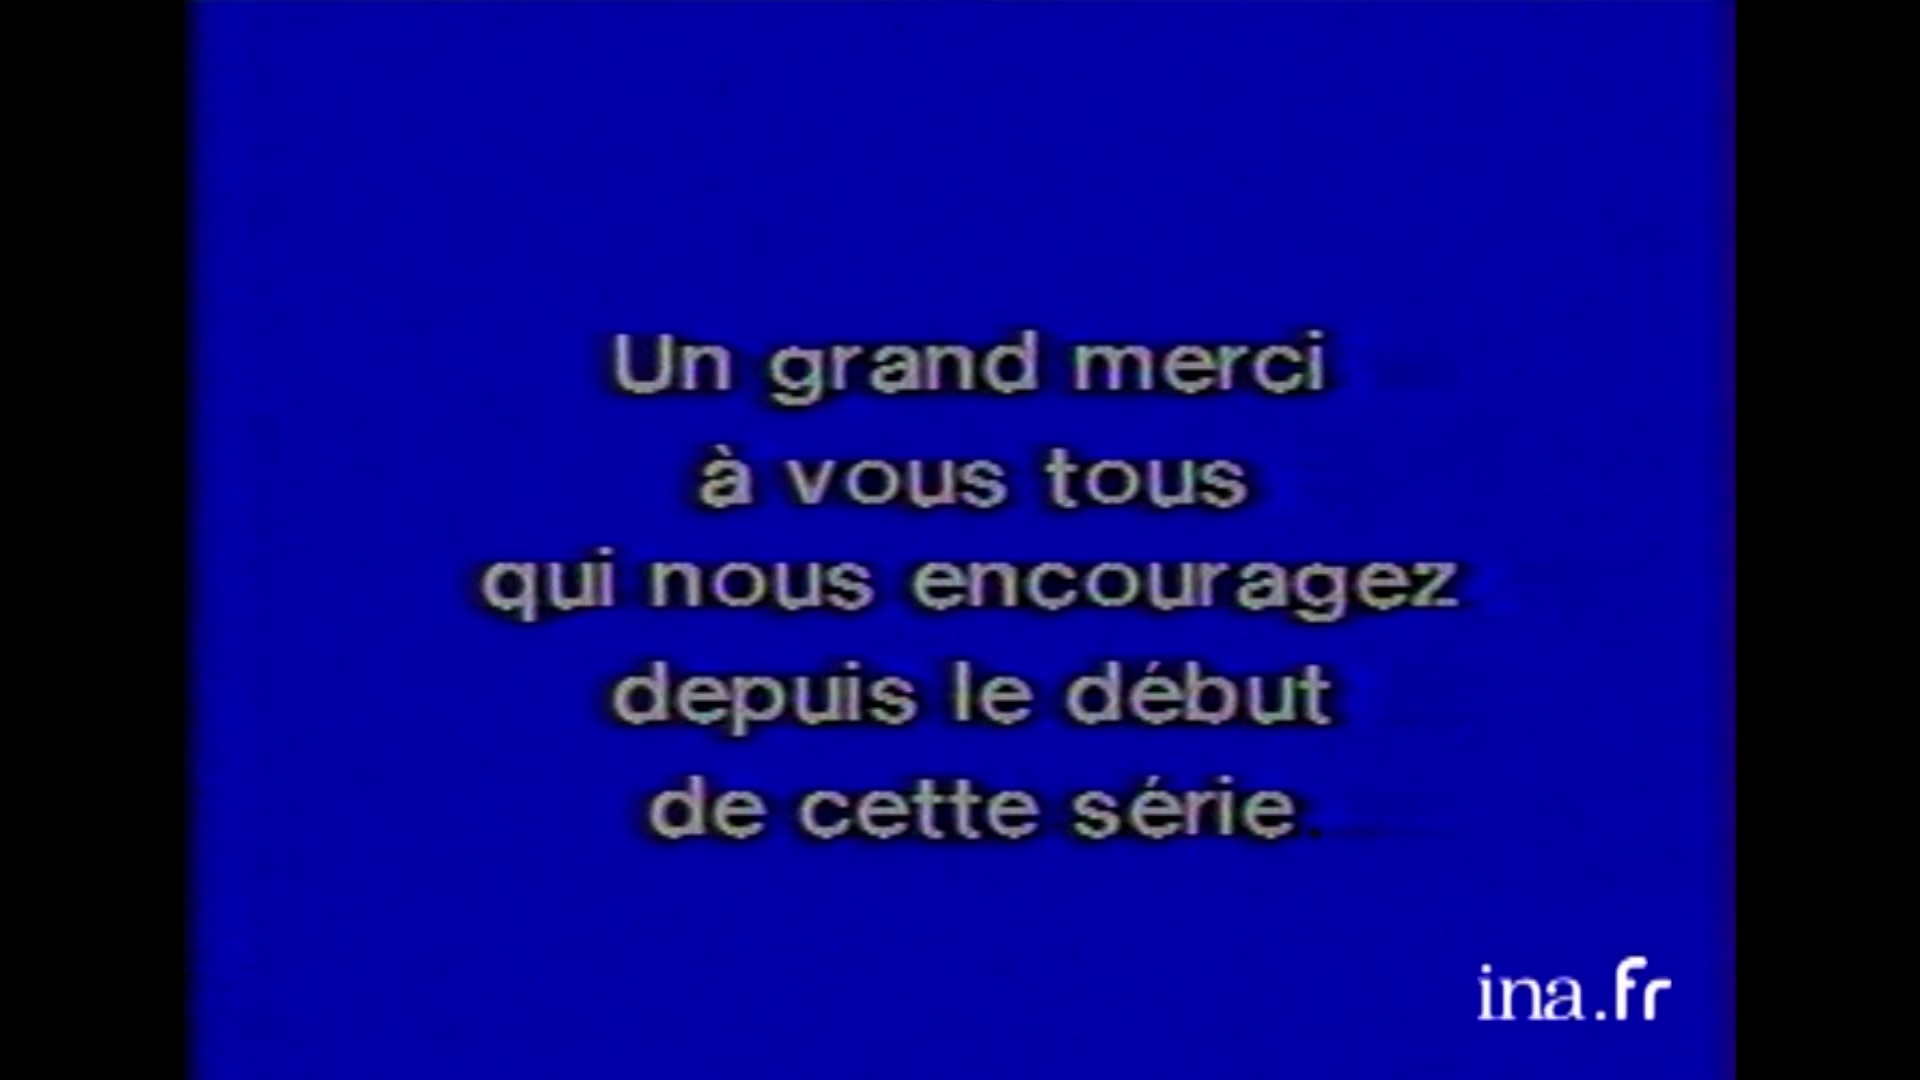 Un grand merci
à vous tous
qui nous encouragez
depuis le début
de cette série.
ina.fr